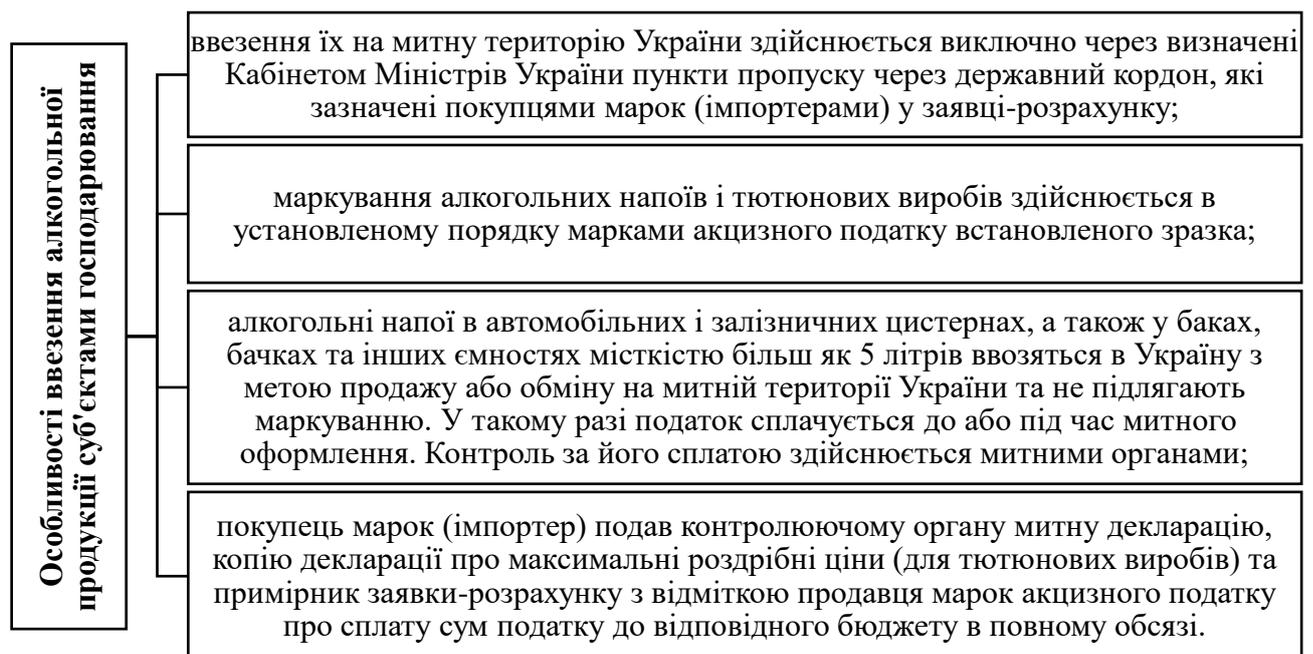 Особливості ввезення алкогольної
продукції суб'єктами господарювання
ввезення їх на митну територію України здійснюється виключно через визначені
Кабінетом Міністрів України пункти пропуску через державний кордон, які
зазначені покупцями марок (імпортерами) у заявці-розрахунку;
маркування алкогольних напоїв і тютюнових виробів здійснюється в
установленому порядку марками акцизного податку встановленого зразка;
алкогольні напої в автомобільних і залізничних цистернах, а також у баках,
бачках та інших ємностях місткістю більш як 5 літрів ввозяться в Україну з
метою продажу або обміну на митній території України та не підлягають
маркуванню. У такому разі податок сплачується до або під час митного
оформлення. Контроль за його сплатою здійснюється митними органами;
покупець марок (імпортер) подав контролюючому органу митну декларацію,
копію декларації про максимальні роздрібні ціни (для тютюнових виробів) та
примірник заявки-розрахунку з відміткою продавця марок акцизного податку
про сплату сум податку до відповідного бюджету в повному обсязі.